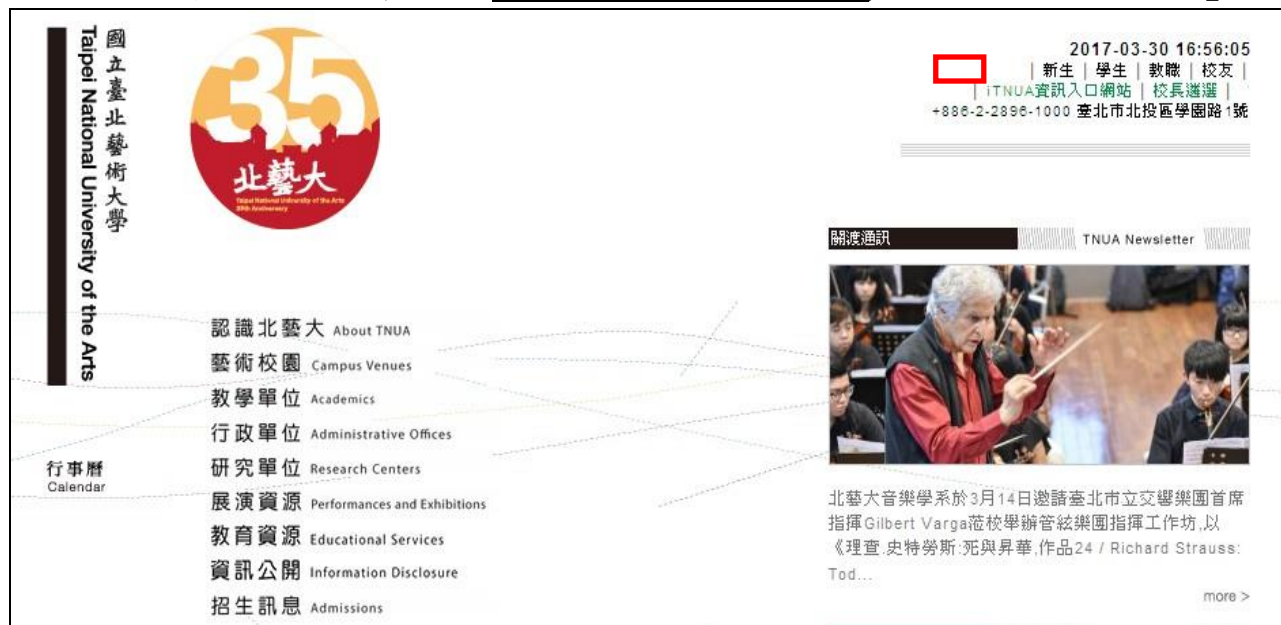 國立臺北藝術大學
Taipei National University of the Arts
35
北藝大
Taipei National University of the Arts
35th Anniversary
2017-03-30 16:56:05
| 新生 | 學生 | 教職 | 校友 |
| iTNUA資訊入口網站 | 校長遴選 |
+886-2-2896-1000 臺北市北投區學園路1號
關渡通訊
TNUA Newsletter
認識北藝大 About TNUA
藝術校園 Campus Venues
教學單位 Academics
行政單位 Administrative Offices
研究單位 Research Centers
展演資源 Performances and Exhibitions
教育資源 Educational Services
資訊公開 Information Disclosure
招生訊息 Admissions
行事曆
Calendar
北藝大音樂學系於3月14日邀請臺北市立交響樂團首席
指揮Gilbert Varga蒞校舉辦管絃樂團指揮工作坊,以
《理查.史特勞斯:死與昇華,作品24 / Richard Strauss:
Tod...
more >